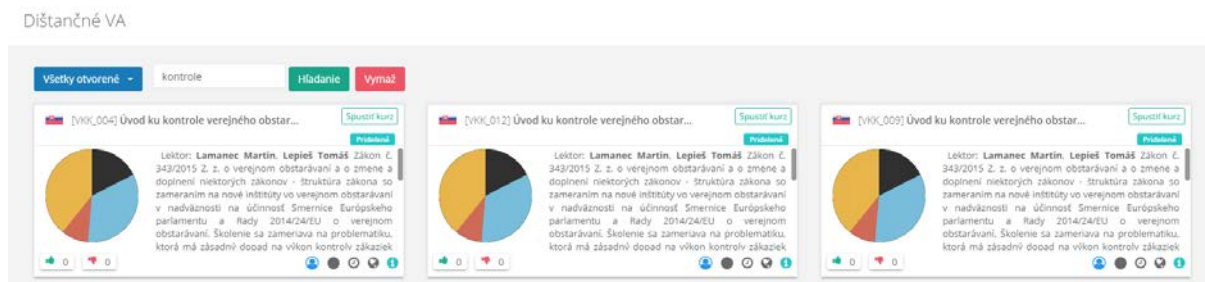 Dištančné VA
Všetky otvorené kontrole Hľadanie Vymaž
[VKK_004] Úvod ku kontrole verejného obstar... Spustiť kurz
Pridelené
Lektor: Lamanec Martin, Lepieš Tomáš Zákon č.
343/2015 Z. z. o verejnom obstarávaní a o zmene a
doplnení niektorých zákonov - štruktúra zákona so
zameraním na nové inštitúty vo verejnom obstarávaní
v nadväznosti na účinnosť Smernice Európskeho
parlamentu a Rady 2014/24/EU o verejnom
obstarávaní. Školenie sa zameriava na problematiku,
ktorá má zásadný dopad na výkon kontroly zákaziek
0 0
[VKK_012] Úvod ku kontrole verejného obstar... Spustiť kurz
Pridelené
Lektor: Lamanec Martin, Lepieš Tomáš Zákon č.
343/2015 Z. z. o verejnom obstarávaní a o zmene a
doplnení niektorých zákonov - štruktúra zákona so
zameraním na nové inštitúty vo verejnom obstarávaní
v nadväznosti na účinnosť Smernice Európskeho
parlamentu a Rady 2014/24/EU o verejnom
obstarávaní. Školenie sa zameriava na problematiku,
ktorá má zásadný dopad na výkon kontroly zákaziek
0 0
[VKK_009] Úvod ku kontrole verejného obstar... Spustiť kurz
Pridelené
Lektor: Lamanec Martin, Lepieš Tomáš Zákon č.
343/2015 Z. z. o verejnom obstarávaní a o zmene a
doplnení niektorých zákonov - štruktúra zákona so
zameraním na nové inštitúty vo verejnom obstarávaní
v nadväznosti na účinnosť Smernice Európskeho
parlamentu a Rady 2014/24/EU o verejnom
obstarávaní. Školenie sa zameriava na problematiku,
ktorá má zásadný dopad na výkon kontroly zákaziek
0 0